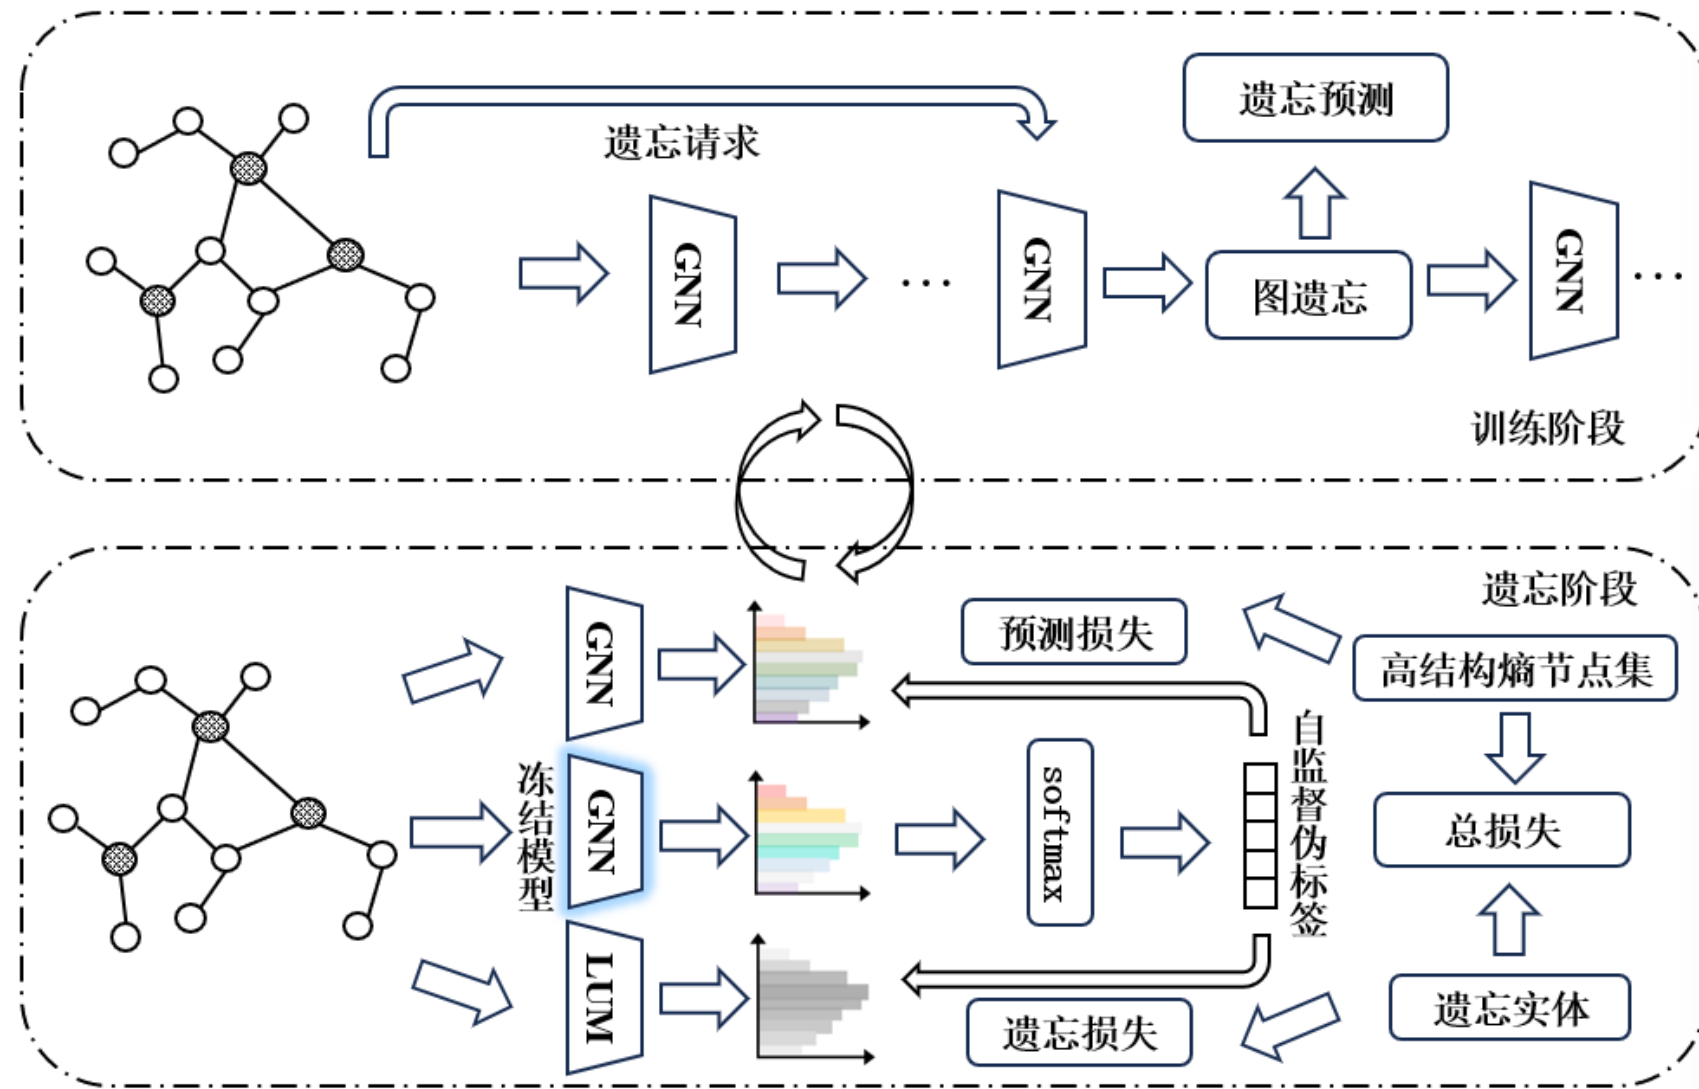 遗忘预测
遗忘请求
GNN
...
GNN
图遗忘
GNN
...
训练阶段
遗忘阶段
GNN
预测损失
高结构熵节点集
冻结模型
GNN
softmax
自监督伪标签
总损失
LUM
遗忘损失
遗忘实体